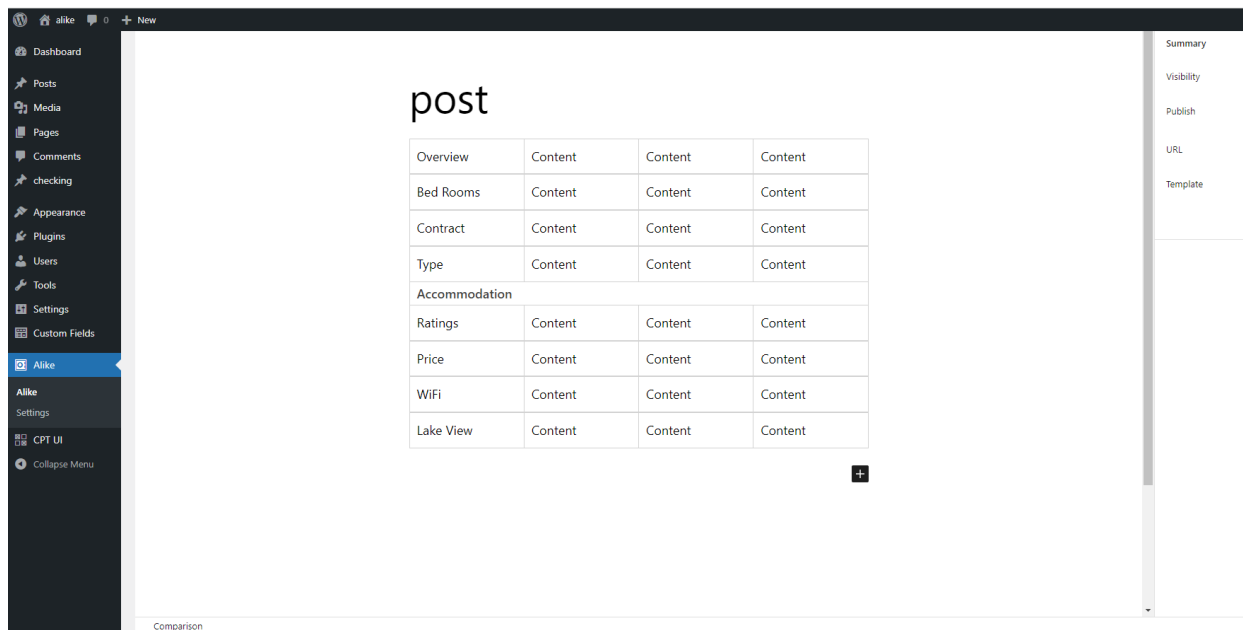 alike 0 + New
Dashboard
Posts
Media
Pages
Comments
checking
Appearance
Plugins
Users
Tools
Settings
Custom Fields
Alike
Alike
Settings
CPT UI
Collapse Menu
post
Overview Content Content Content
Bed Rooms Content Content Content
Contract Content Content Content
Type Content Content Content
Accommodation
Ratings Content Content Content
Price Content Content Content
WiFi Content Content Content
Lake View Content Content Content
Comparison
Summary
Visibility
Publish
URL
Template